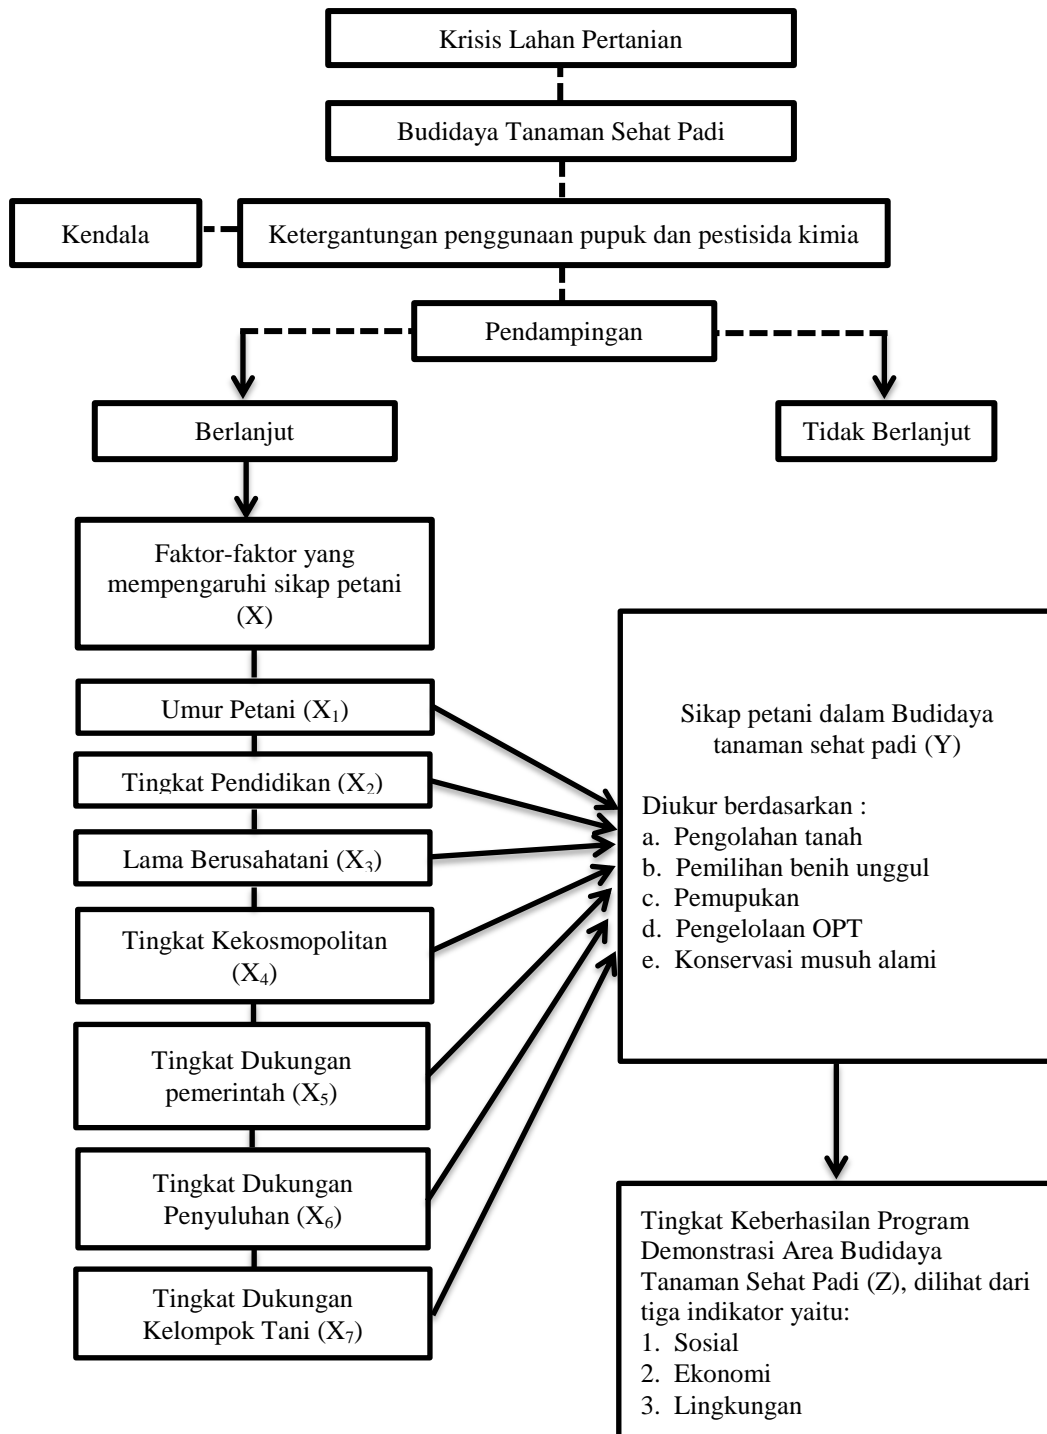 Krisis Lahan Pertanian
Budidaya Tanaman Sehat Padi
Kendala
Ketergantungan penggunaan pupuk dan pestisida kimia
Pendampingan
Berlanjut
Tidak Berlanjut
Faktor-faktor yang
mempengaruhi sikap petani
(X)
Umur Petani (X₁)
Tingkat Pendidikan (X₂)
Lama Berusahatani (X₃)
Tingkat Kekosmopolitan
(X₄)
Tingkat Dukungan
pemerintah (X₅)
Tingkat Dukungan
Penyuluhan (X₆)
Tingkat Dukungan
Kelompok Tani (X₇)
Sikap petani dalam Budidaya
tanaman sehat padi (Y)
Diukur berdasarkan :
a. Pengolahan tanah
b. Pemilihan benih unggul
c. Pemupukan
d. Pengelolaan OPT
e. Konservasi musuh alami
Tingkat Keberhasilan Program
Demonstrasi Area Budidaya
Tanaman Sehat Padi (Z), dilihat dari
tiga indikator yaitu:
1. Sosial
2. Ekonomi
3. Lingkungan